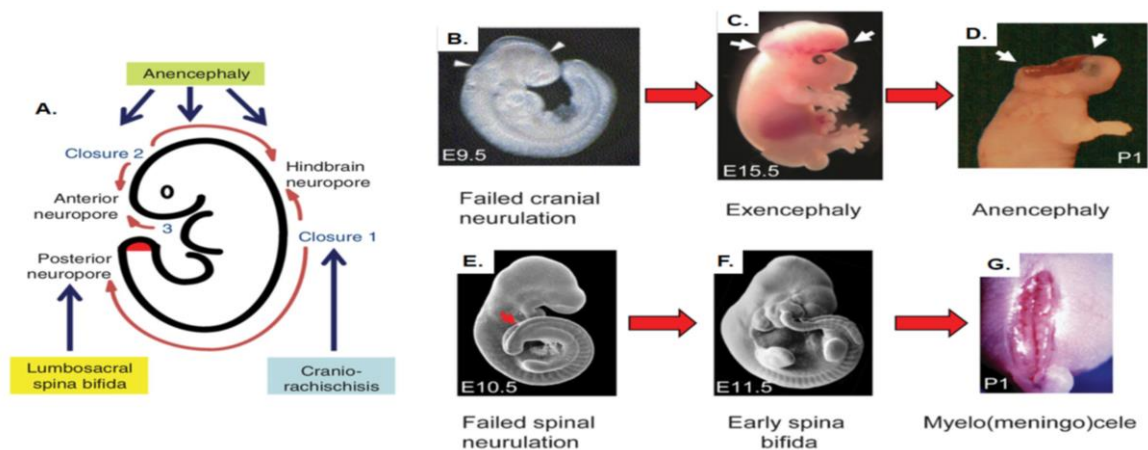 A.
Anencephaly
Closure 2
Anterior
neuropore
3
Posterior
neuropore
Hindbrain
neuropore
Closure 1
Lumbosacral
spina bifida
Cranio-
rachischisis
B.
E9.5
Failed cranial
neurulation
C.
E15.5
Exencephaly
D.
P1
Anencephaly
E.
E10.5
Failed spinal
neurulation
F.
E11.5
Early spina
bifida
G.
P1
Myelo(meningo)cele